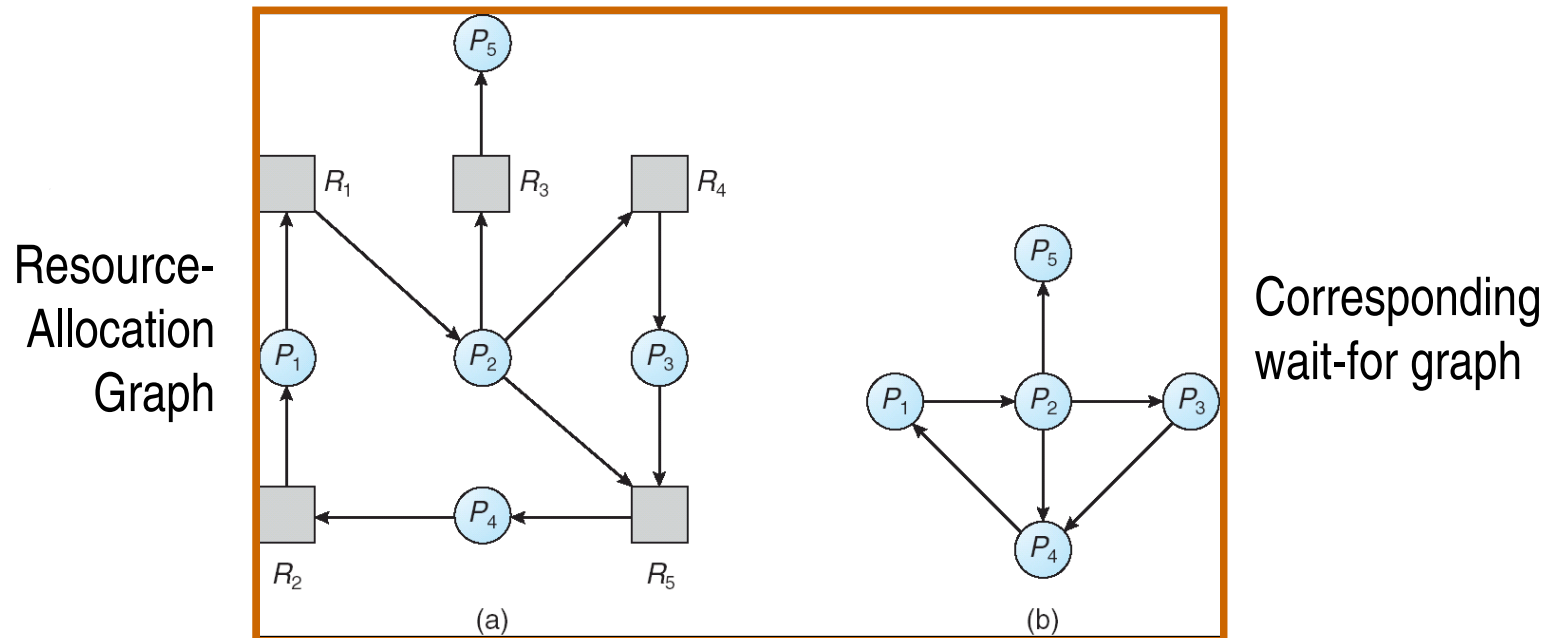 Resource-
Allocation
Graph
P5
R1
R3
R4
P1
P2
P3
P4
R2
R5
(a)
P5
P1
P2
P3
P4
(b)
Corresponding
wait-for graph